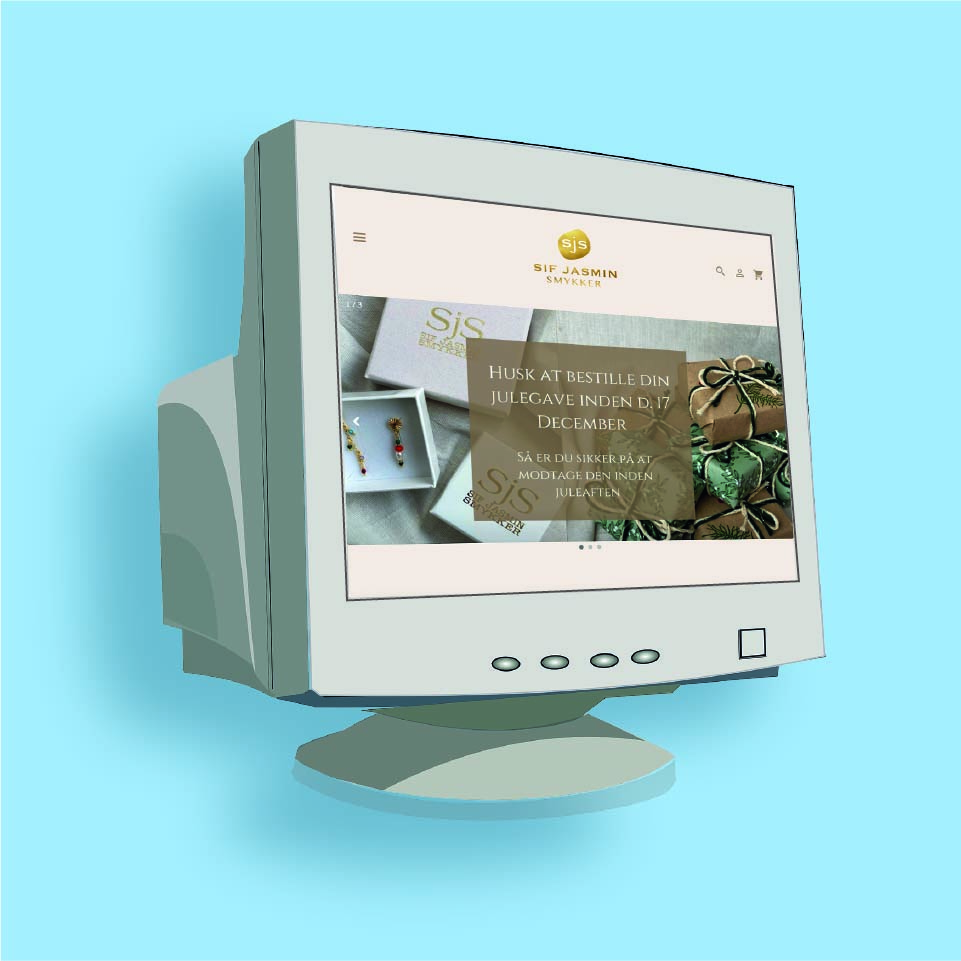 sjs
SIF JASMIN
SMYKKER
1/3
SjS
SIF JASMIN
SMYKKER
HUSK AT BESTILLE DIN
JULEGAVE INDEN D. 17
DECEMBER
SÅ ER DU SIKKER PÅ AT
MODTAGE DEN INDEN
JULEAFTEN
SjS
SIF JASMIN
SMYKKER